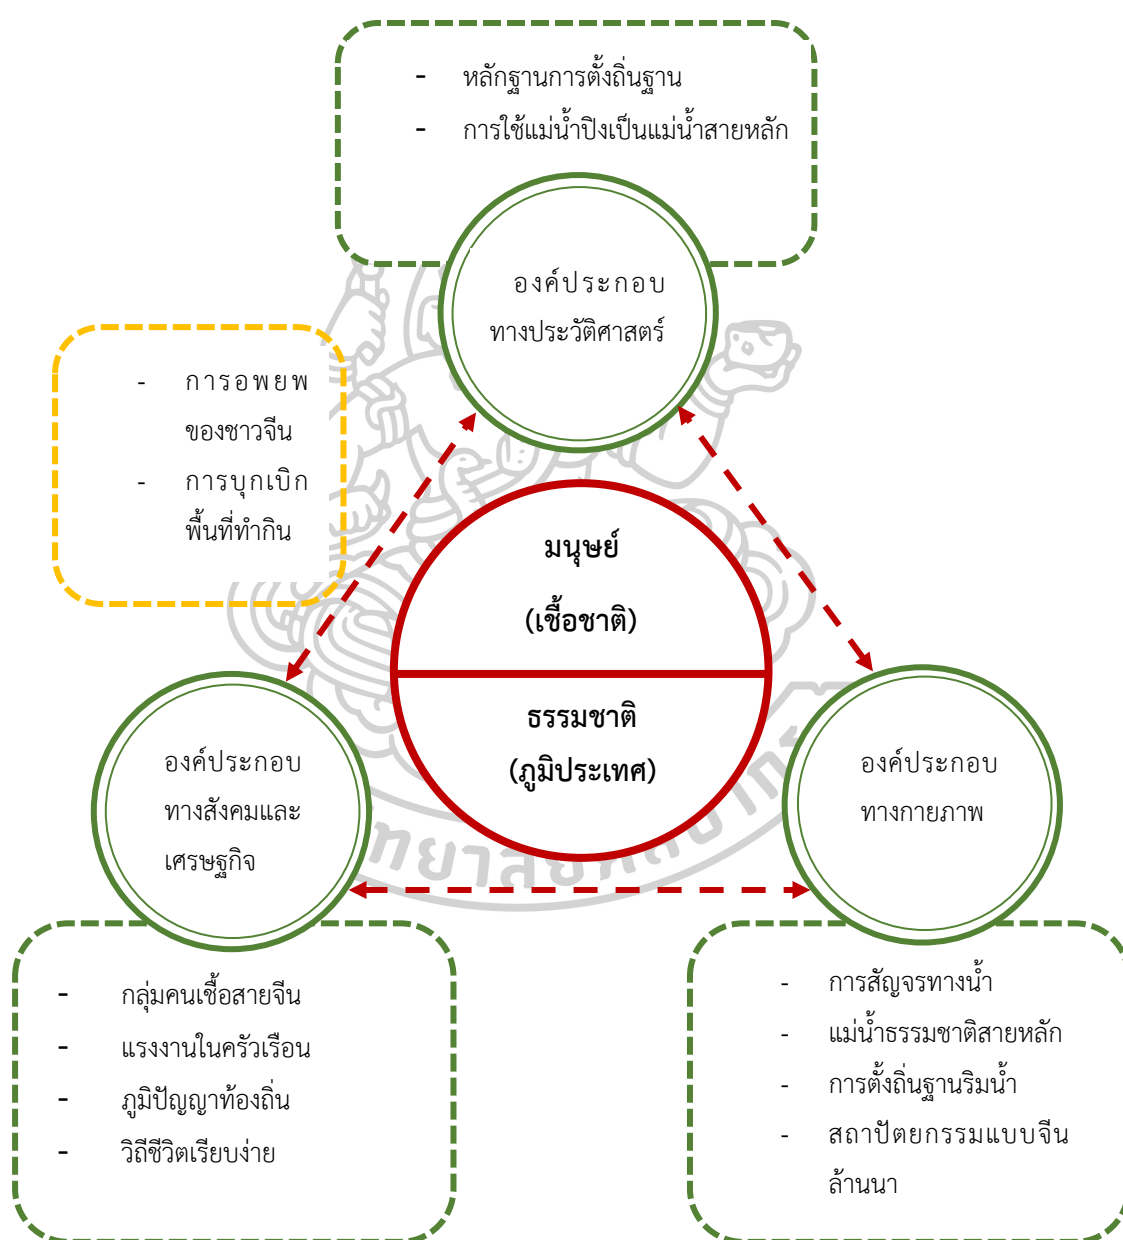 - หลักฐานการตั้งถิ่นฐาน
- การใช้แม่น้ำปิงเป็นแม่น้ำสายหลัก
องค์ประกอบ
ทางประวัติศาสตร์
- การอพยพ
ของชาวจีน
- การบุกเบิก
พื้นที่ทำกิน
มนุษย์
(เชื้อชาติ)
ธรรมชาติ
(ภูมิประเทศ)
องค์ประกอบ
ทางสังคมและ
เศรษฐกิจ
องค์ประกอบ
ทางกายภาพ
- กลุ่มคนเชื้อสายจีน
- แรงงานในครัวเรือน
- ภูมิปัญญาท้องถิ่น
- วิถีชีวิตเรียบง่าย
- การสัญจรทางน้ำ
- แม่น้ำธรรมชาติสายหลัก
- การตั้งถิ่นฐานริมน้ำ
- สถาปัตยกรรมแบบจีน
ล้านนา